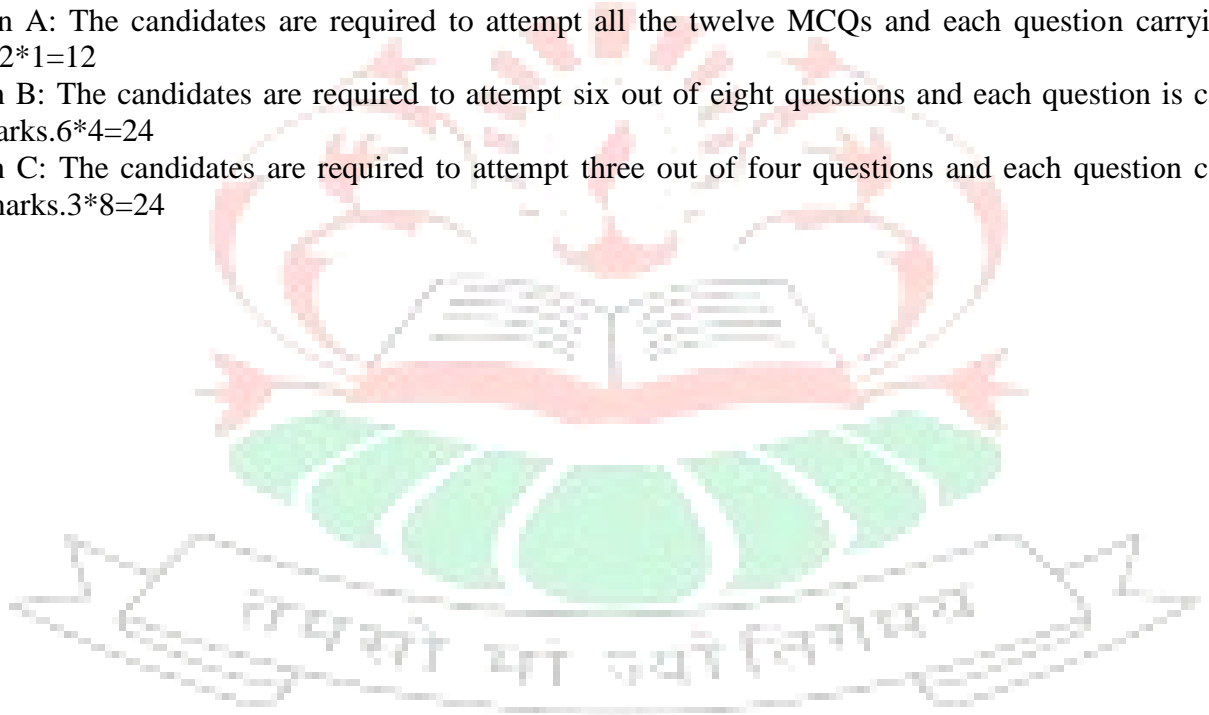 n A: The candidates are required to attempt all the twelve MCQs and each question carryi
2*1=12
n B: The candidates are required to attempt six out of eight questions and each question is c
arks.6*4=24
n C: The candidates are required to attempt three out of four questions and each question c
narks.3*8=24